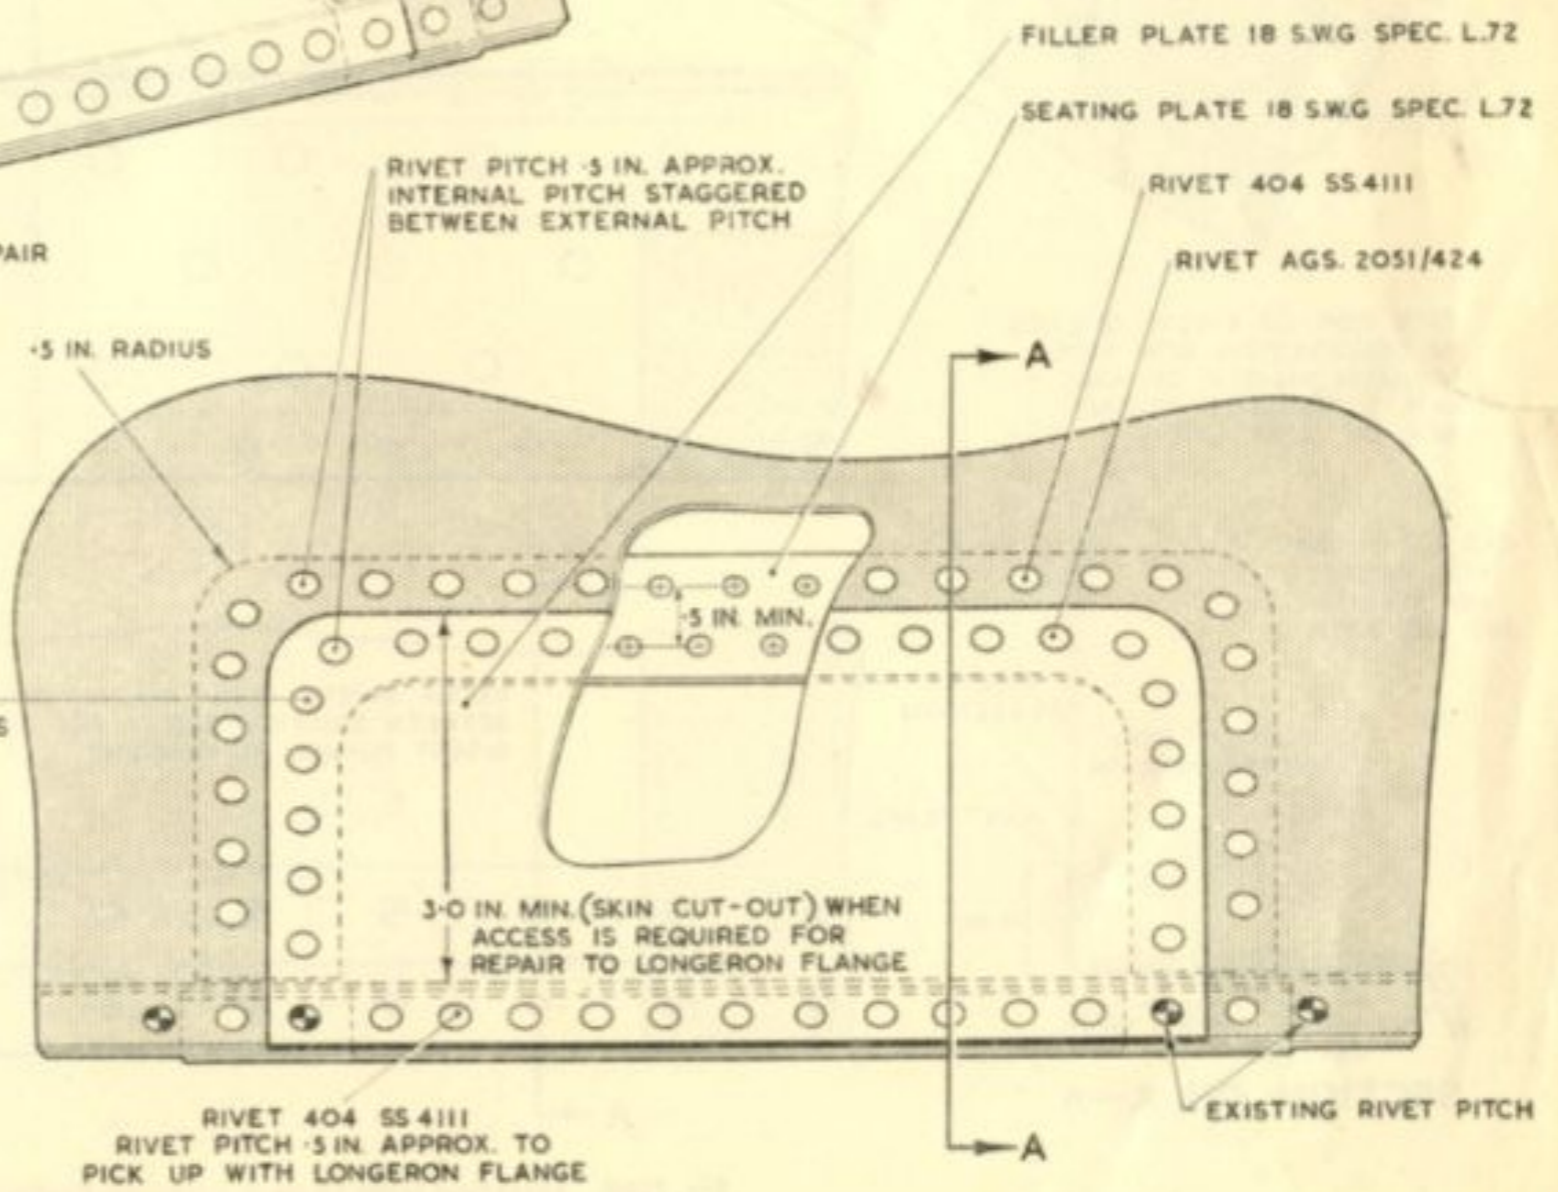 FILLER PLATE 18 S.W.G SPEC. L.72
SEATING PLATE 18 S.W.G SPEC. L.72
RIVET PITCH ·5 IN. APPROX.
INTERNAL PITCH STAGGERED
BETWEEN EXTERNAL PITCH
RIVET 404 SS.4111
RIVET AGS. 2051/424
PAIR
·5 IN. RADIUS
A
·5 IN. MIN.
S
3·0 IN. MIN. (SKIN CUT-OUT) WHEN
ACCESS IS REQUIRED FOR
REPAIR TO LONGERON FLANGE
RIVET 404 SS 4111
RIVET PITCH ·5 IN. APPROX. TO
PICK UP WITH LONGERON FLANGE
EXISTING RIVET PITCH
A